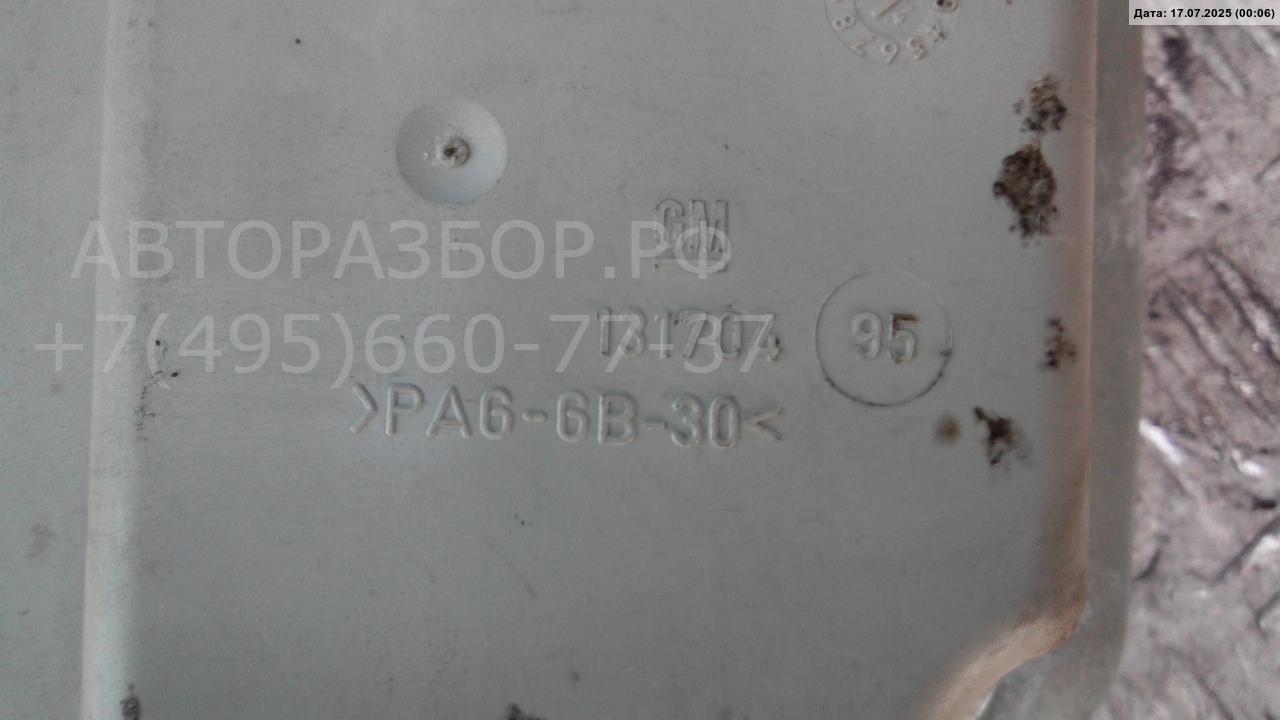 Дата: 17.07.2025 (00:06)
GM
АВТОРАЗБОР.РФ
95
+7(495)660-77-37
>PA6-6B-30<